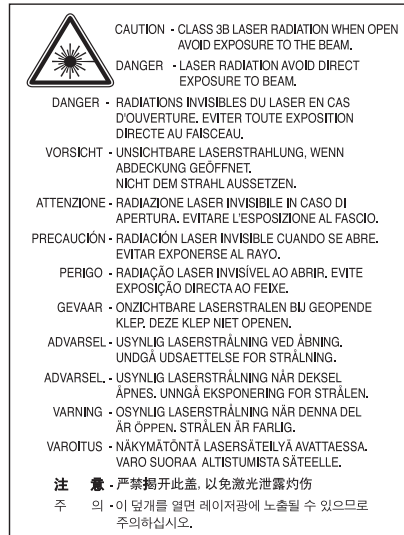 CAUTION - CLASS 3B LASER RADIATION WHEN OPEN
AVOID EXPOSURE TO THE BEAM.
DANGER - LASER RADIATION AVOID DIRECT
EXPOSURE TO BEAM.
DANGER - RADIATIONS INVISIBLES DU LASER EN CAS
D'OUVERTURE. EVITER TOUTE EXPOSITION
DIRECTE AU FAISCEAU.
VORSICHT - UNSICHTBARE LASERSTRAHLUNG, WENN
ABDECKUNG GEÖFFNET.
NICHT DEM STRAHL AUSSETZEN.
ATTENZIONE - RADIAZIONE LASER INVISIBILE IN CASO DI
APERTURA. EVITARE L'ESPOSIZIONE AL FASCIO.
PRECAUCIÓN - RADIACIÓN LASER INVISIBLE CUANDO SE ABRE.
EVITAR EXPONERSE AL RAYO.
PERIGO - RADIAÇÃO LASER INVISÍVEL AO ABRIR. EVITE
EXPOSIÇÃO DIRECTA AO FEIXE.
GEVAAR - ONZICHTBARE LASERSTRALEN BIJ GEOPENDE
KLEP. DEZE KLEP NIET OPENEN.
ADVARSEL - USYNLIG LASERSTRÅLNING VED ÅBNING.
UNDGÅ UDSAETTELSE FOR STRÅLNING.
ADVARSEL. - USYNLIG LASERSTRÅLNING NÅR DEKSEL
ÅPNES. UNNGÅ EKSPONERING FOR STRÅLEN.
VARNING - OSYNLIG LASERSTRÅLNING NÄR DENNA DEL
ÄR ÖPPEN. STRÅLEN ÄR FARLIG.
VAROITUS - NÄKYMÄTÖNTÄ LASERSÄTEILYÄ AVATTAESSA.
VARO SUORAA ALTISTUMISTA SÄTEELLE.
注 意 - 严禁揭开此盖, 以免激光泄露灼伤
주 의 - 이 덮개를 열면 레이저광에 노출될 수 있으므로
주의하십시오.